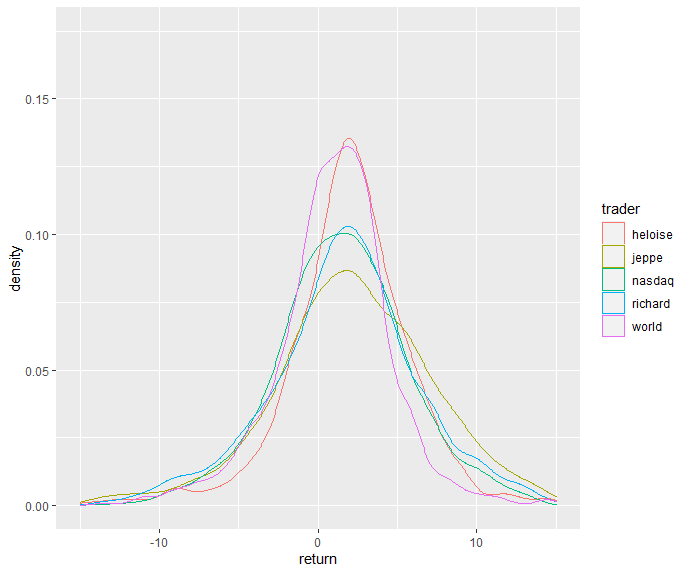 0.15
0.10
0.05
0.00
density
-10
0
10
return
trader
heloise
jeppe
nasdaq
richard
world